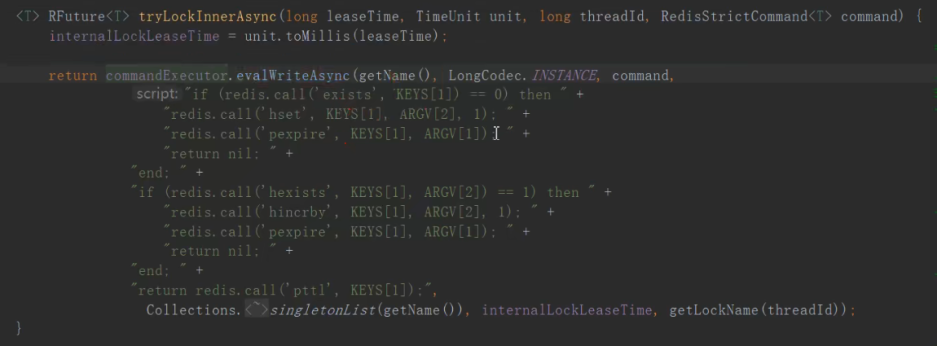 <T> RFuture<T> tryLockInnerAsync(long leaseTime, TimeUnit unit, long threadId, RedisStrictCommand<T> command) {
internalLockLeaseTime = unit.toMillis(leaseTime);
return commandExecutor.evalWriteAsync(getName(), LongCodec.INSTANCE, command,
script: "if (redis.call('exists', KEYS[1]) == 0) then " +
"redis.call('hset', KEYS[1], ARGV[2], 1); " +
"redis.call('pexpire', KEYS[1], ARGV[1]) " +
"return nil; " +
"end; " +
"if (redis.call('hexists', KEYS[1], ARGV[2]) == 1) then " +
"redis.call('hincrby', KEYS[1], ARGV[2], 1); " +
"redis.call('pexpire', KEYS[1], ARGV[1]); " +
"return nil; " +
"end; " +
"return redis.call('pttl', KEYS[1]);",
Collections.<~>singletonList(getName()), internalLockLeaseTime, getLockName(threadId));
}